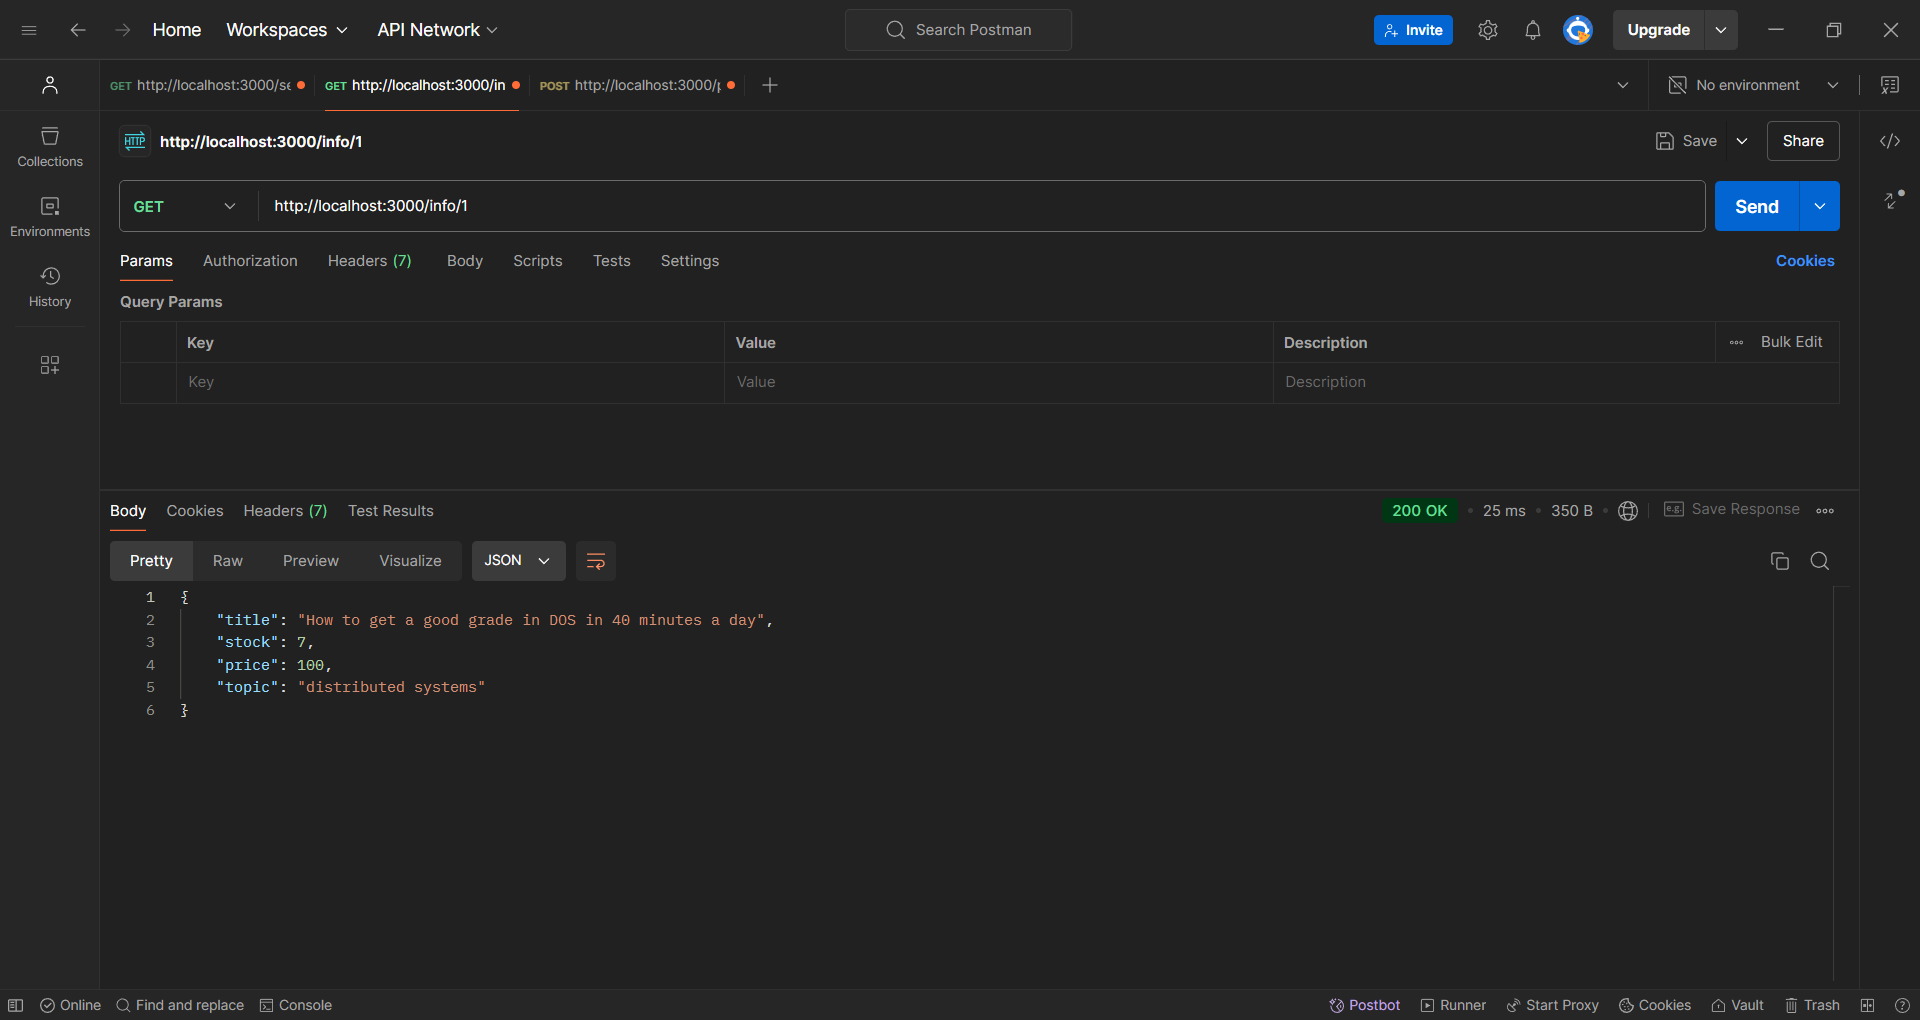 Home Workspaces API Network Search Postman Invite Upgrade
GET http://localhost:3000/se GET http://localhost:3000/in POST http://localhost:3000/p No environment
HTTP http://localhost:3000/info/1 Save Share
Collections
GET http://localhost:3000/info/1 Send
Environments
Params Authorization Headers (7) Body Scripts Tests Settings Cookies
History
Query Params
Key Value Description Bulk Edit
Key Value Description
Body Cookies Headers (7) Test Results 200 OK 25 ms 350 B e.g. Save Response
Pretty Raw Preview Visualize JSON
1 {
2 "title": "How to get a good grade in DOS in 40 minutes a day",
3 "stock": 7,
4 "price": 100,
5 "topic": "distributed systems"
6 }
Online Find and replace Console Postbot Runner Start Proxy Cookies Vault Trash